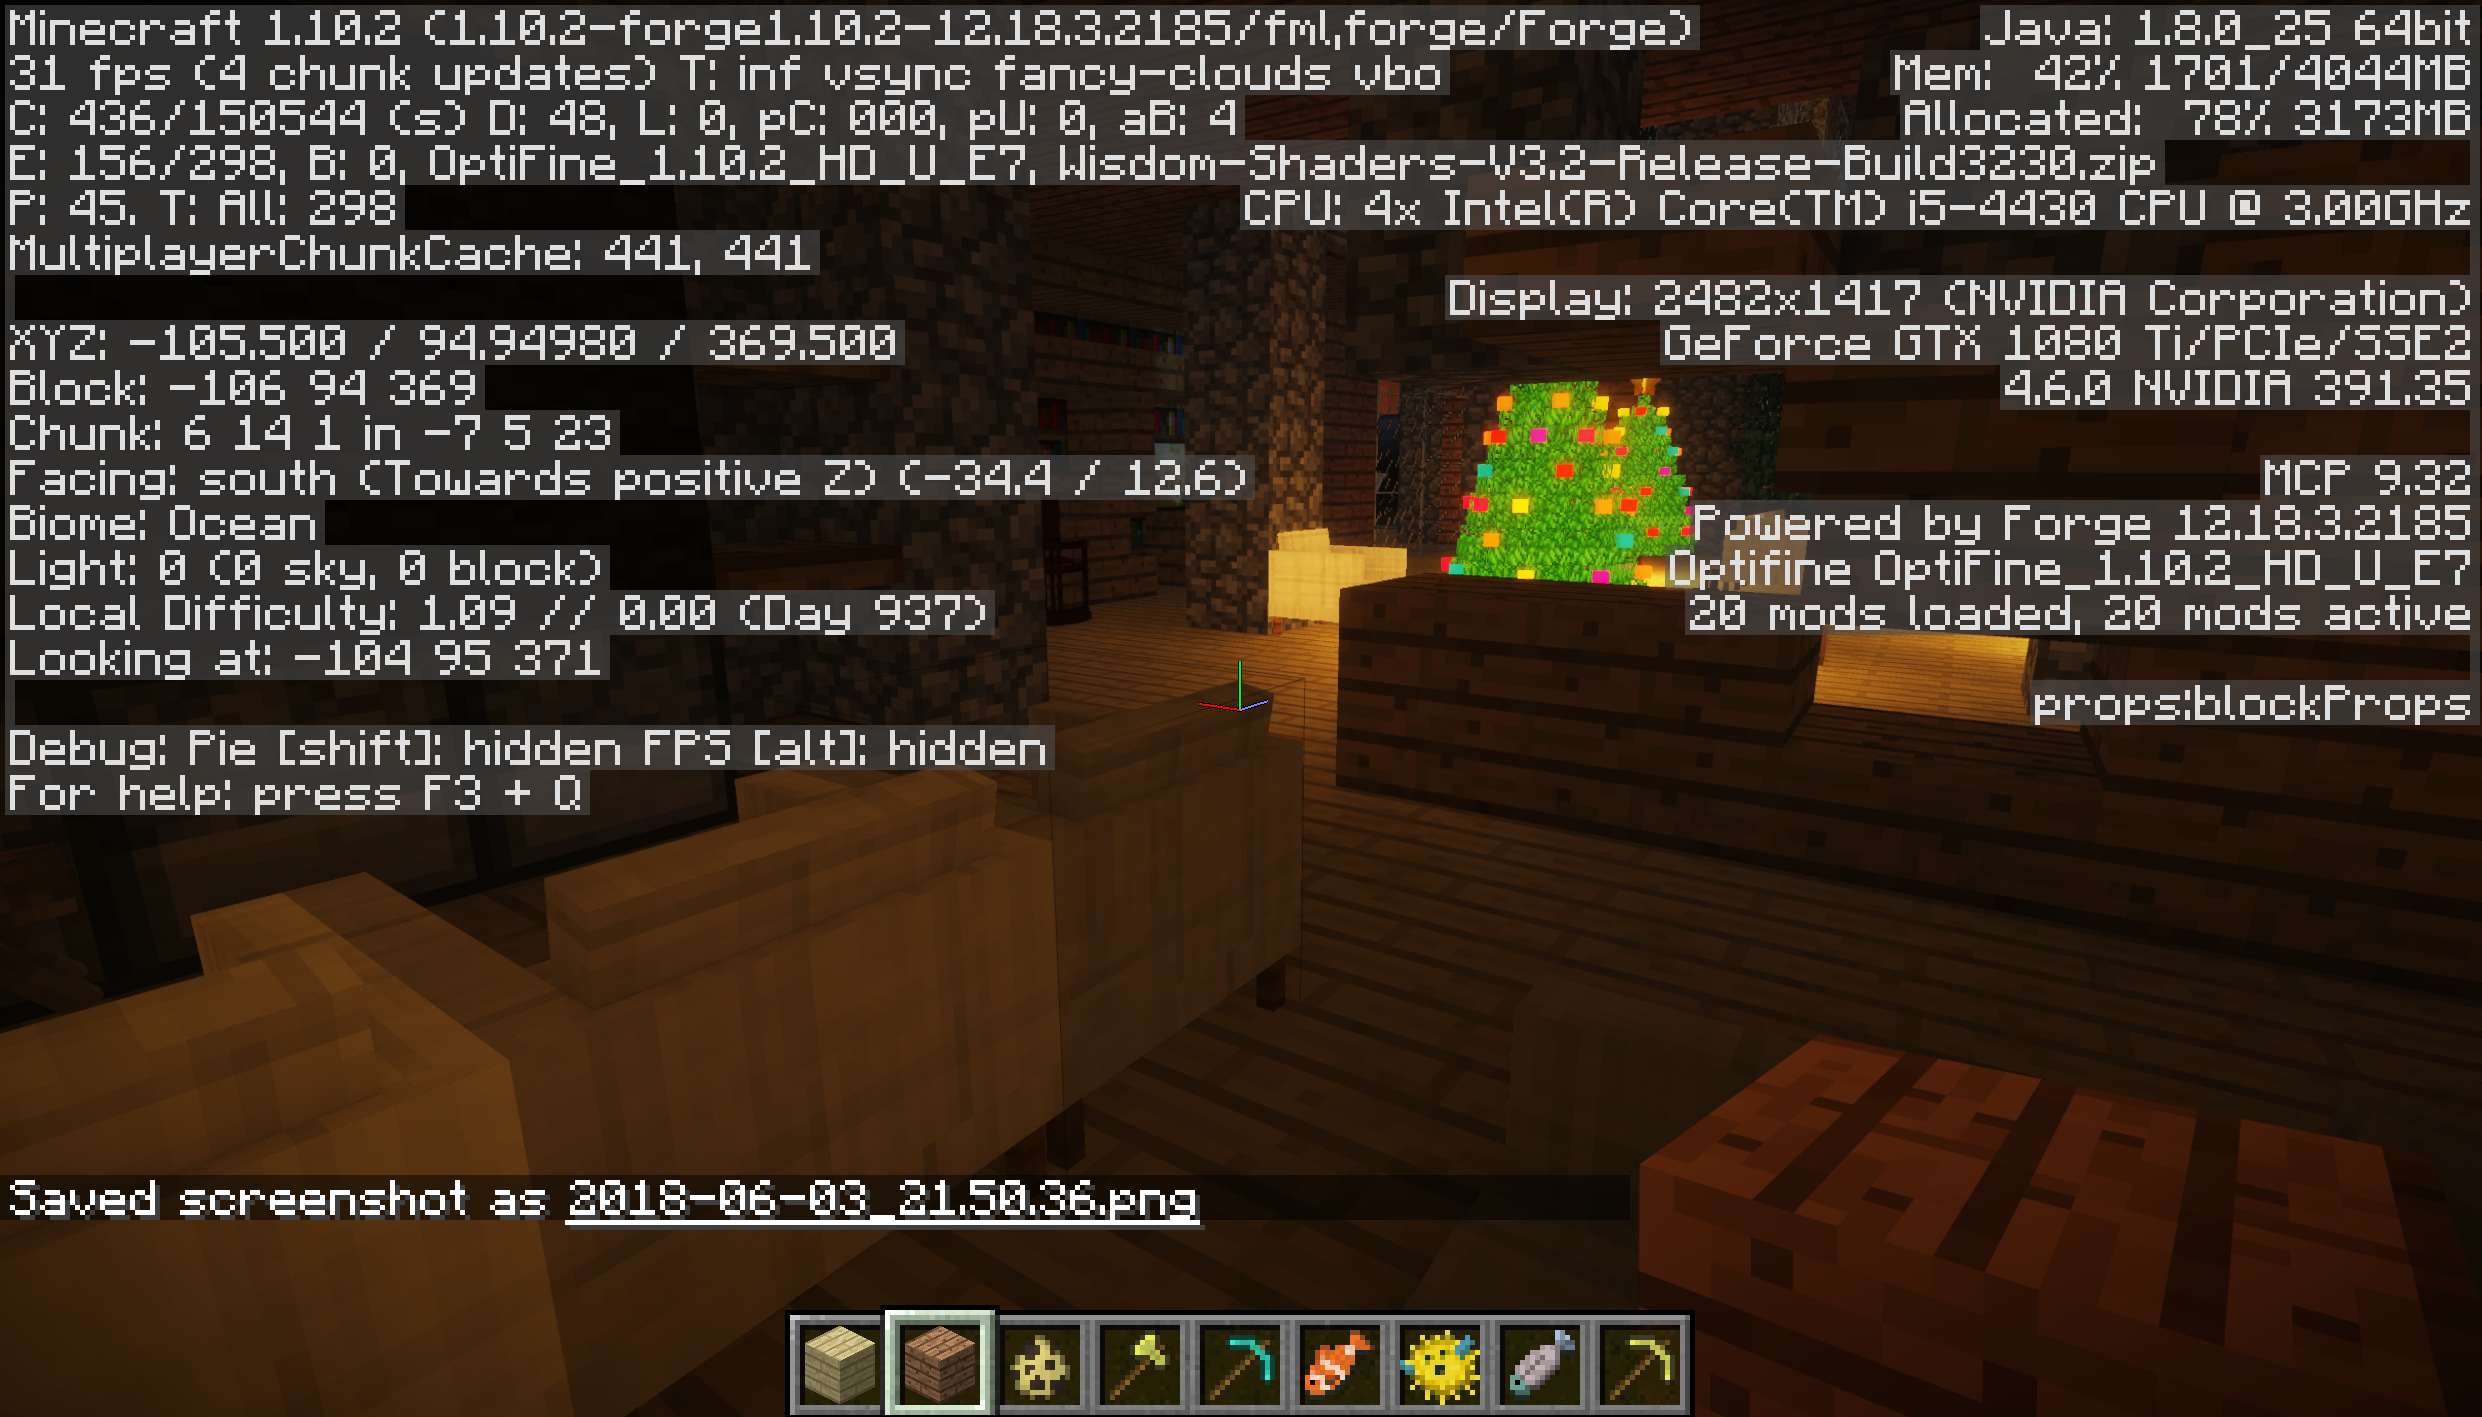 Minecraft 1.10.2 (1.10.2-forge1.10.2-12.18.3.2185/fml,forge/Forge)
31 fps (4 chunk updates) T: inf vsync fancy-clouds vbo
C: 436/150544 (s) D: 48, L: 0, pC: 000, pU: 0, aB: 4
E: 156/298, B: 0, OptiFine_1.10.2_HD_U_E7, Wisdom-Shaders-V3.2-Release-Build3230.zip
P: 45. T: All: 298
MultiplayerChunkCache: 441, 441
XYZ: -105.500 / 94.94980 / 369.500
Block: -106 94 369
Chunk: 6 14 1 in -7 5 23
Facing: south (Towards positive Z) (-34.4 / 12.6)
Biome: Ocean
Light: 0 (0 sky, 0 block)
Local Difficulty: 1.09 // 0.00 (Day 937)
Looking at: -104 95 371
Debug: Pie [shift]: hidden FPS [alt]: hidden
For help: press F3 + Q
Java: 1.8.0_25 64bit
Mem: 42% 1701/4044MB
Allocated: 78% 3173MB
CPU: 4x Intel(R) Core(TM) i5-4430 CPU @ 3.00GHz
Display: 2482x1417 (NVIDIA Corporation)
GeForce GTX 1080 Ti/PCIe/SSE2
4.6.0 NVIDIA 391.35
MCP 9.32
Powered by Forge 12.18.3.2185
Optifine OptiFine_1.10.2_HD_U_E7
20 mods loaded, 20 mods active
props:blockProps
Saved screenshot as 2018-06-03_21.50.36.png